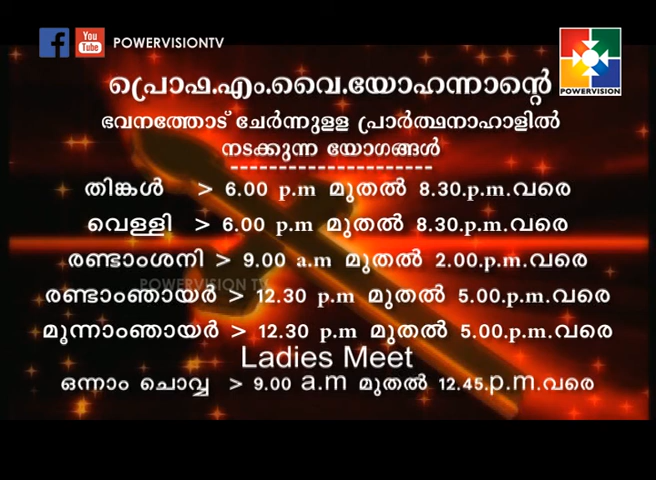 POWERVISIONTV
POWERVISION
പ്രൊഫ.എം.വൈ.യോഹന്നാന്റെ
ഭവനത്തോട് ചേർന്നുളള പ്രാർത്ഥനാഹാളിൽ
നടക്കുന്ന യോഗങ്ങൾ
---------------------
തിങ്കൾ > 6.00 p.m മുതൽ 8.30.p.m.വരെ
വെള്ളി > 6.00 p.m മുതൽ 8.30.p.m.വരെ
രണ്ടാംശനി > 9.00 a.m മുതൽ 2.00.p.m.വരെ
POWERVISION TV
രണ്ടാംഞായർ > 12.30 p.m മുതൽ 5.00.p.m.വരെ
മൂന്നാംഞായർ > 12.30 p.m മുതൽ 5.00.p.m.വരെ
Ladies Meet
ഒന്നാം ചൊവ്വ > 9.00 a.m മുതൽ 12.45.p.m.വരെ
f
You
Tube